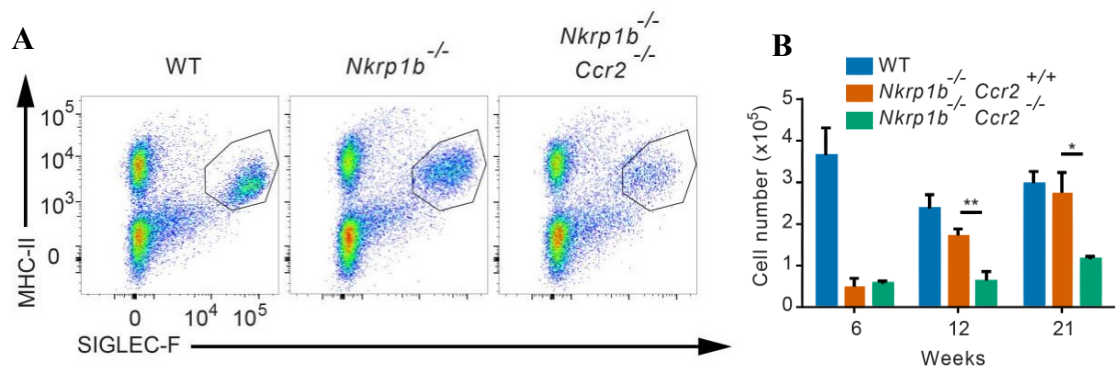 A
WT
Nkrp1b -/-
Nkrp1b -/-
Ccr2 -/-
MHC-II
10^5
10^4
10^3
0
0 10^4 10^5
SIGLEC-F
B
WT
Nkrp1b -/- Ccr2 +/+
Nkrp1b -/- Ccr2 -/-
Cell number (x10^5)
5
4
3
2
1
0
**
*
6 12 21
Weeks